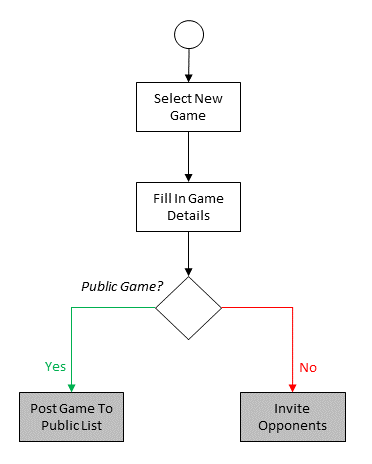 Select New
Game
Fill In Game
Details
Public Game?
Yes
No
Post Game To
Public List
Invite
Opponents